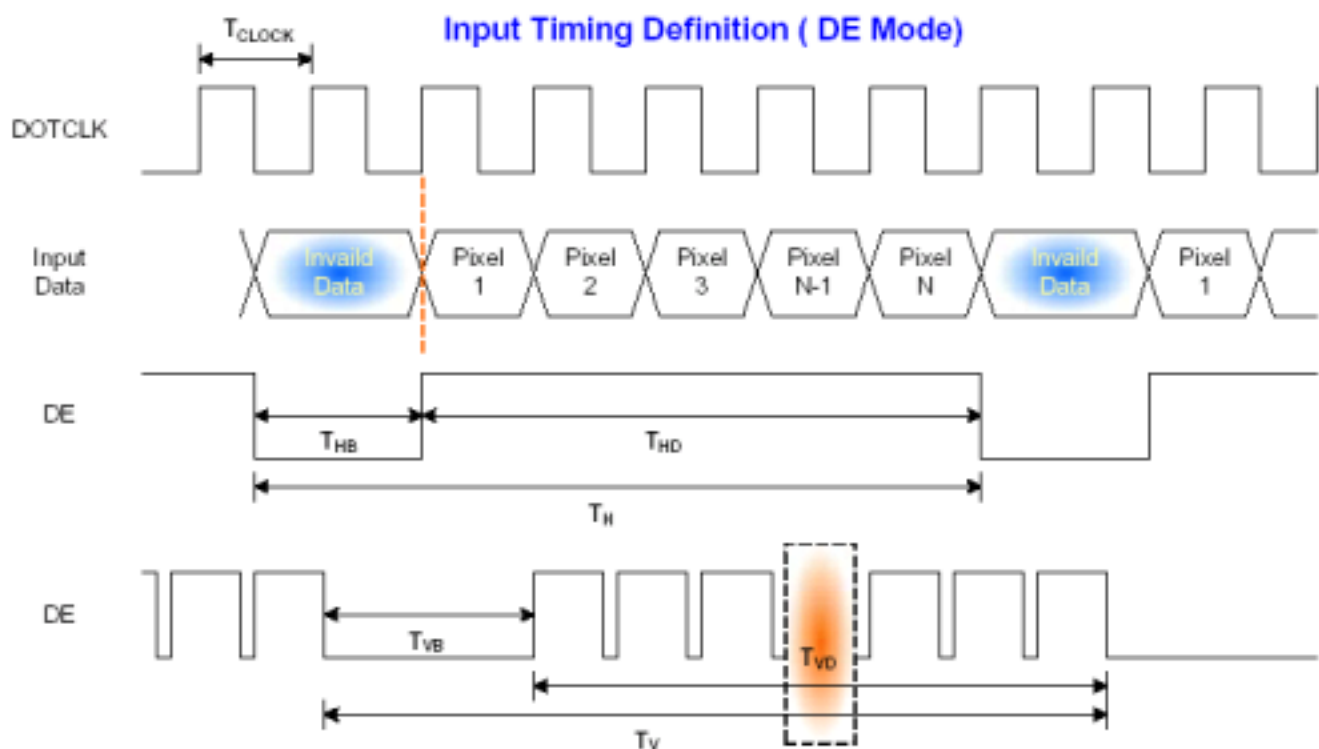 Input Timing Definition ( DE Mode)
TCLOCK
DOTCLK
Input
Data
Invaild
Data
Pixel
1
Pixel
2
Pixel
3
Pixel
N-1
Pixel
N
Invaild
Data
Pixel
1
DE
THB
THD
TH
DE
TVB
TVD
TV